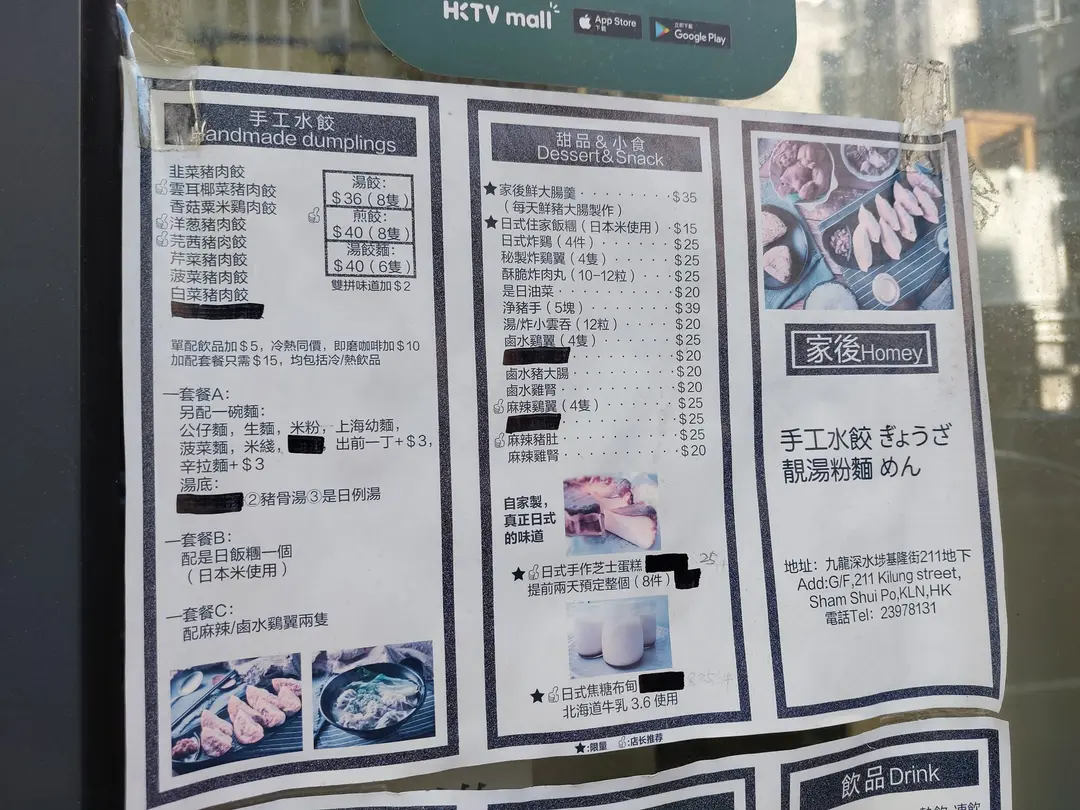 HKTV mall
App Store
下載
立即下載
Google Play
手工水餃
Handmade dumplings
韭菜豬肉餃
雲耳椰菜豬肉餃
香菇粟米鷄肉餃
洋葱豬肉餃
芫茜豬肉餃
芹菜豬肉餃
菠菜豬肉餃
白菜豬肉餃
湯餃：
$36（8隻）
煎餃：
$40（8隻）
湯餃麵：
$40（6隻）
雙拼味道加$2
單配飲品加$5，冷熱同價，即磨咖啡加$10
加配套餐只需$15，均包括冷/熱飲品
一套餐A：
另配一碗麵：
公仔麵，生麵，米粉，上海幼麵，
菠菜麵，米綫，出前一丁+$3，
辛拉麵+$3
湯底：
②豬骨湯③是日例湯
一套餐B：
配是日飯糰一個
（日本米使用）
一套餐C：
配麻辣/鹵水鷄翼兩隻
甜品&小食
Dessert&Snack
★家後鮮大腸羹·······$35
（每天鮮豬大腸製作）
★日式住家飯糰（日本米使用）·$15
日式炸鷄（4件）·····$25
秘製炸鷄翼（4隻）····$25
酥脆炸肉丸（10-12粒）···$25
是日油菜·········$20
淨豬手（5塊）······$39
湯/炸小雲吞（12粒）····$20
鹵水鷄翼（4隻）·····$25
·······$20
鹵水豬大腸········$20
鹵水雞腎·········$20
麻辣鷄翼（4隻）·····$25
·······$25
麻辣豬肚·········$25
麻辣雞腎·········$20
自家製，
真正日式
的味道
★日式手作芝士蛋糕 25
提前兩天預定整個（8件）
★日式焦糖布甸
北海道牛乳 3.6 使用
★:限量 :店长推荐
家後Homey
手工水餃 ぎょうざ
靚湯粉麵 めん
地址：九龍深水埗基隆街211地下
Add:G/F,211 Kilung street,
Sham Shui Po,KLN,HK
電話Tel：23978131
飲品Drink